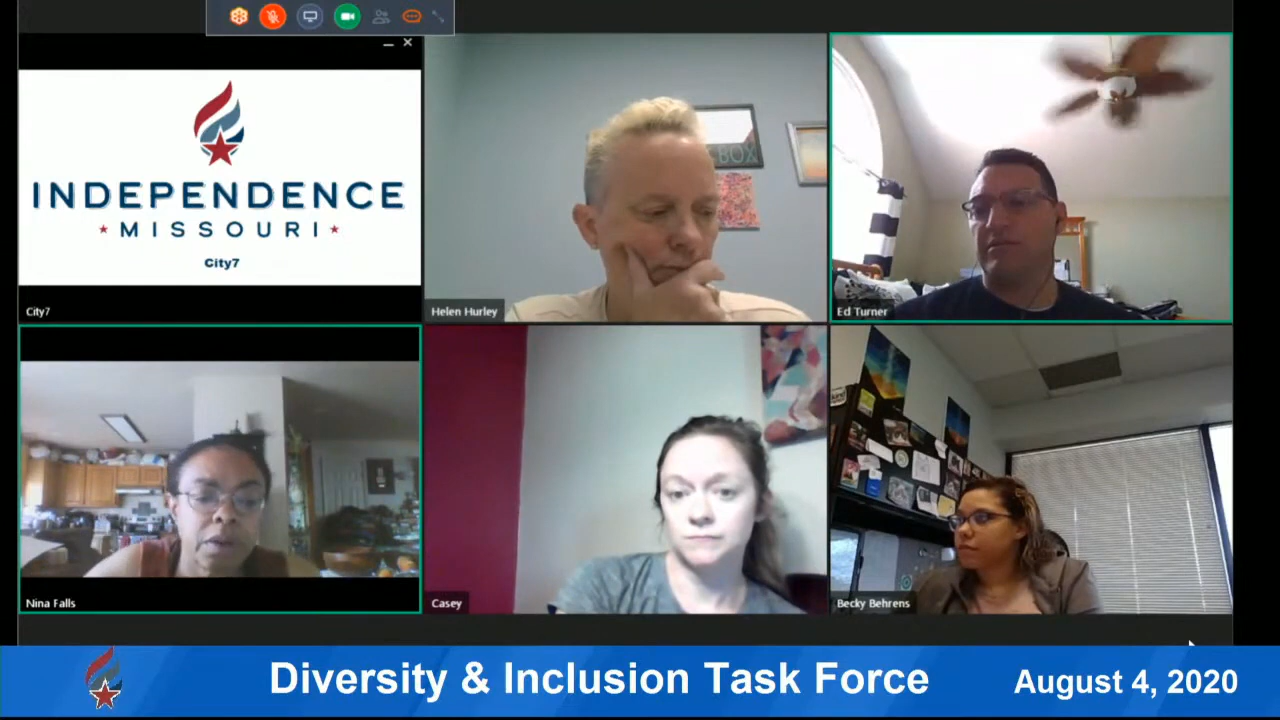 INDEPENDENCE
MISSOURI
City7
City7
Helen Hurley
BOX
Ed Turner
Nina Falls
Casey
Becky Behrens
Diversity & Inclusion Task Force
August 4, 2020